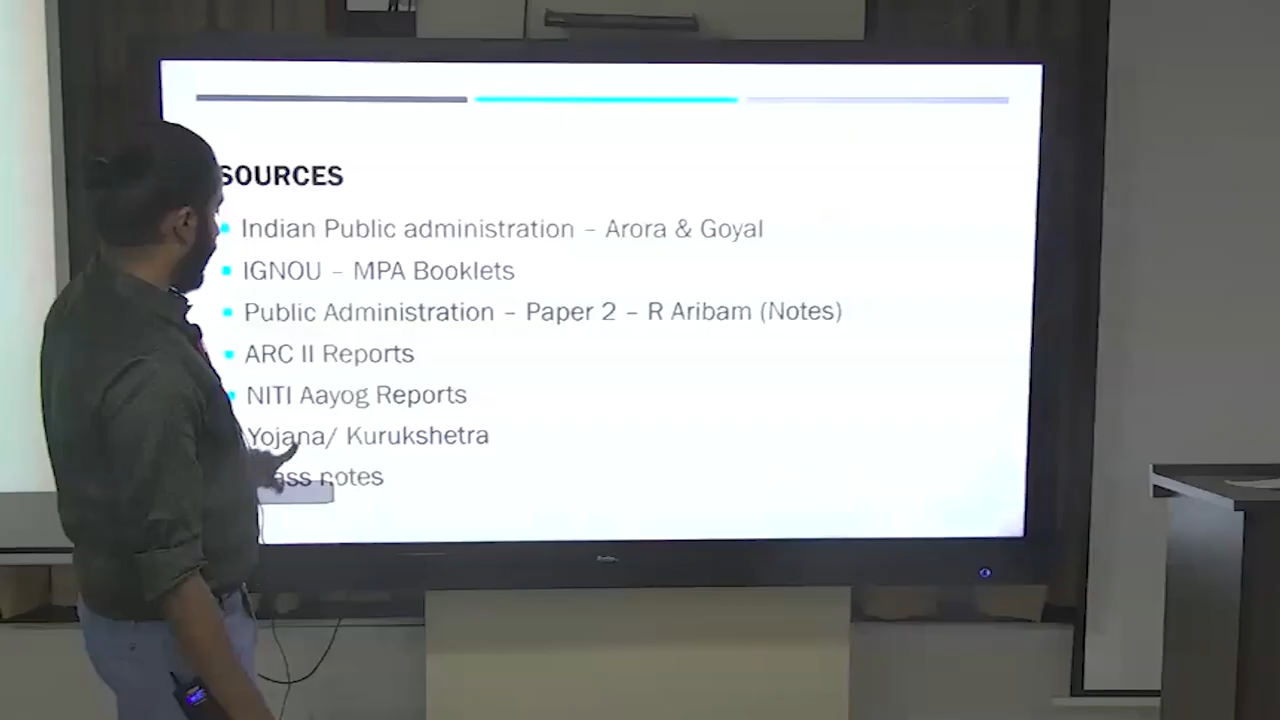 SOURCES
Indian Public administration – Arora & Goyal
IGNOU – MPA Booklets
Public Administration – Paper 2 – R Aribam (Notes)
ARC II Reports
NITI Aayog Reports
Yojana/ Kurukshetra
notes